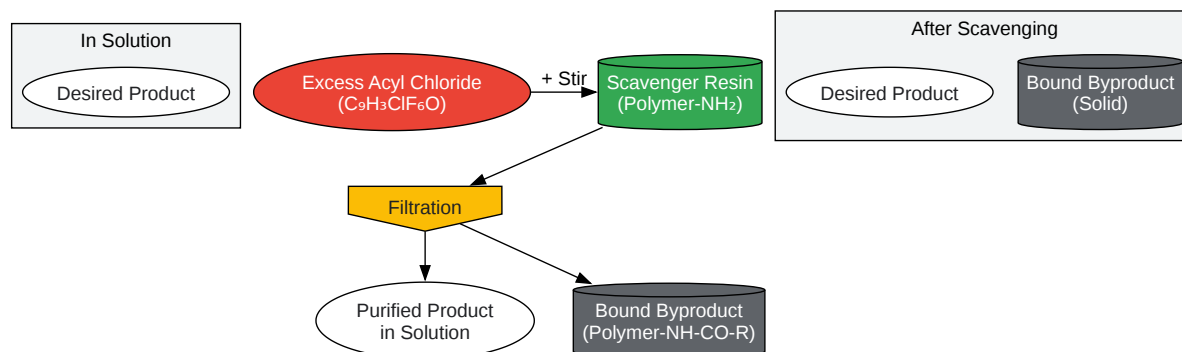 In Solution
Desired Product
Excess Acyl Chloride
(C₉H₃ClF₆O)
+ Stir
Scavenger Resin
(Polymer-NH₂)
After Scavenging
Desired Product
Bound Byproduct
(Solid)
Filtration
Purified Product
in Solution
Bound Byproduct
(Polymer-NH-CO-R)